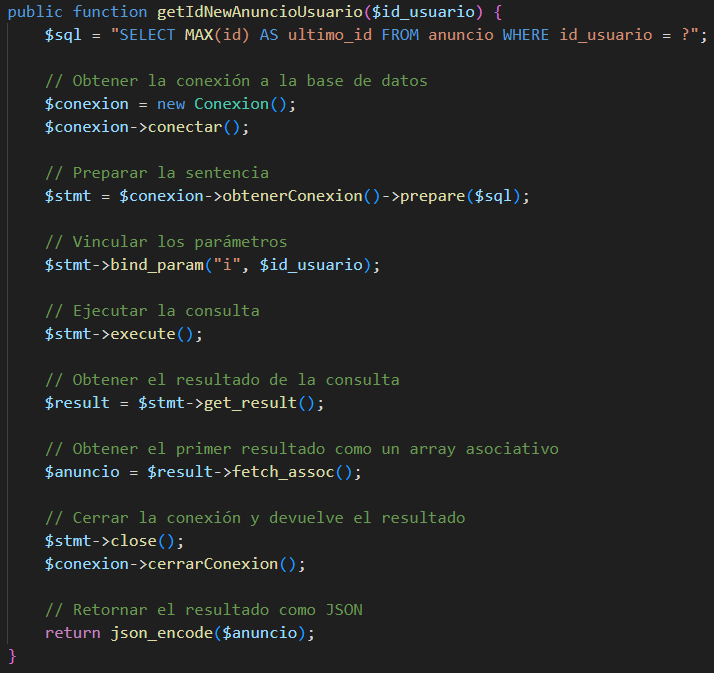 public function getIdNewAnuncioUsuario($id_usuario) {
$sql = "SELECT MAX(id) AS ultimo_id FROM anuncio WHERE id_usuario = ?";
// Obtener la conexión a la base de datos
$conexion = new Conexion();
$conexion->conectar();
// Preparar la sentencia
$stmt = $conexion->obtenerConexion()->prepare($sql);
// Vincular los parámetros
$stmt->bind_param("i", $id_usuario);
// Ejecutar la consulta
$stmt->execute();
// Obtener el resultado de la consulta
$result = $stmt->get_result();
// Obtener el primer resultado como un array asociativo
$anuncio = $result->fetch_assoc();
// Cerrar la conexión y devuelve el resultado
$stmt->close();
$conexion->cerrarConexion();
// Retornar el resultado como JSON
return json_encode($anuncio);
}